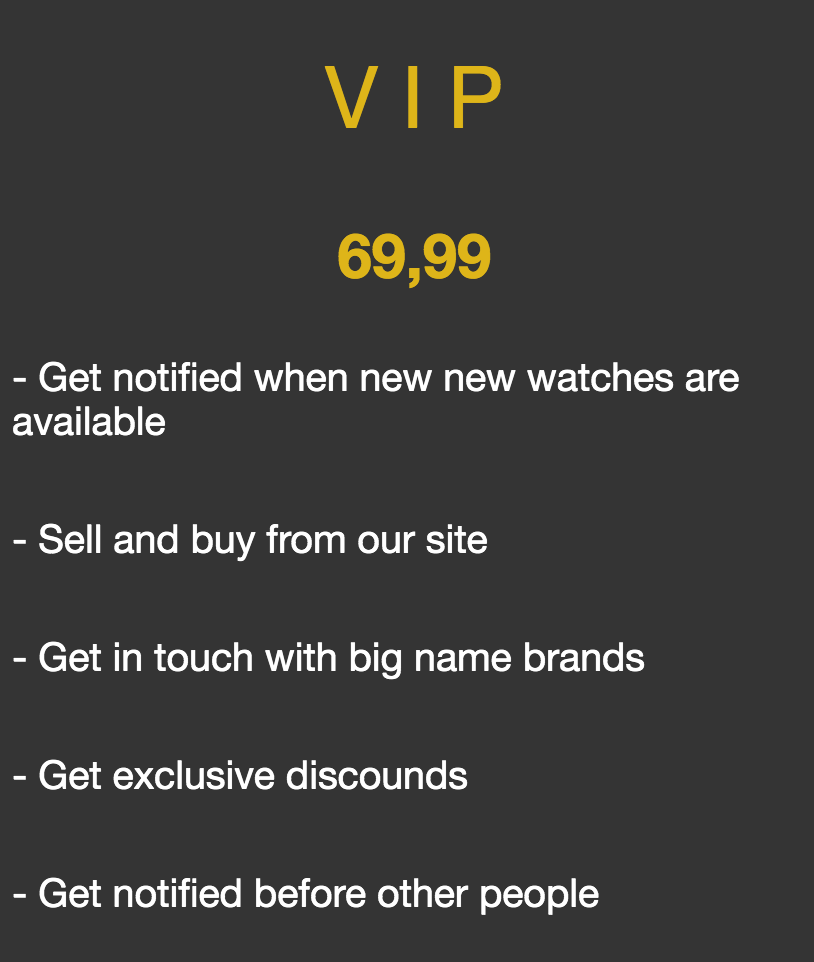 V I P
69,99
- Get notified when new new watches are
available
- Sell and buy from our site
- Get in touch with big name brands
- Get exclusive discounds
- Get notified before other people